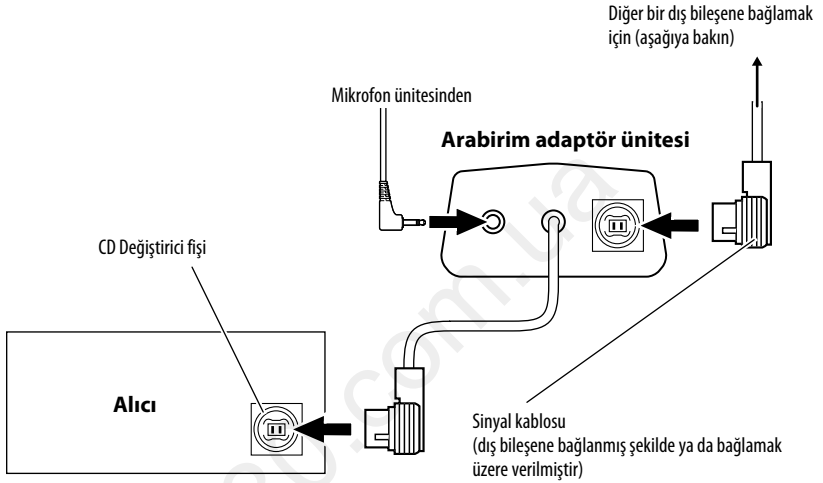 Diğer bir dış bileşene bağlamak
için (aşağıya bakın)
Mikrofon ünitesinden
Arabirim adaptör ünitesi
CD Değiştirici fişi
Alıcı
Sinyal kablosu
(dış bileşene bağlanmış şekilde ya da bağlamak
üzere verilmiştir)